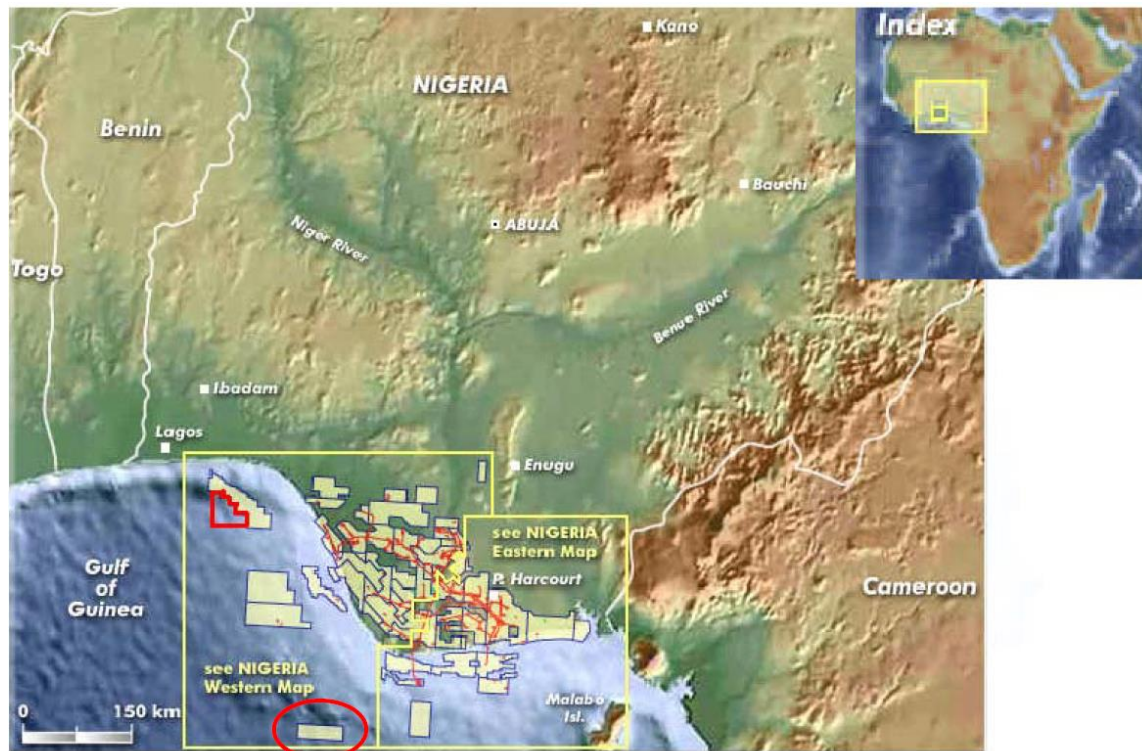 Kano
Index
NIGERIA
Benin
Bauchi
ABUJA
Niger River
Togo
Benue River
Ibadam
Lagos
Enugu
see NIGERIA
Eastern Map
P. Harcourt
Gulf
of
Guinea
Cameroon
see NIGERIA
Western Map
Malabo
Isl.
0 150 km